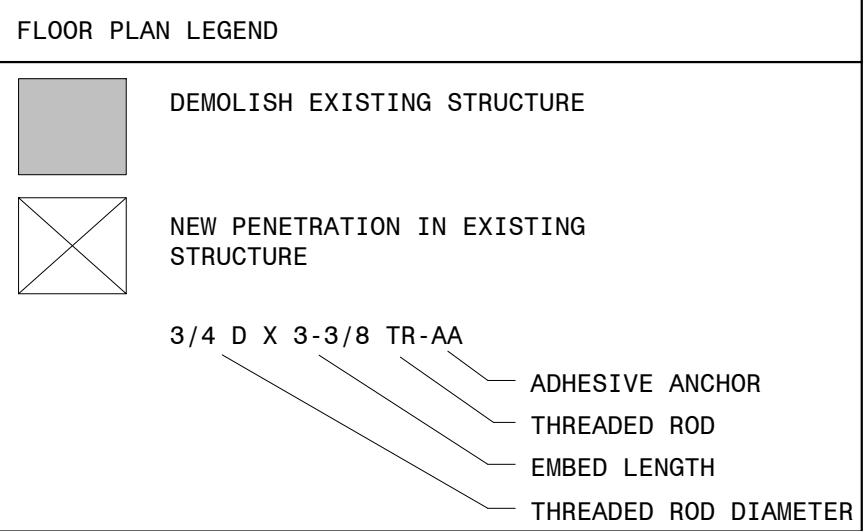 FLOOR PLAN LEGEND
DEMOLISH EXISTING STRUCTURE
NEW PENETRATION IN EXISTING
STRUCTURE
3/4 D X 3-3/8 TR-AA
ADHESIVE ANCHOR
THREADED ROD
EMBED LENGTH
THREADED ROD DIAMETER